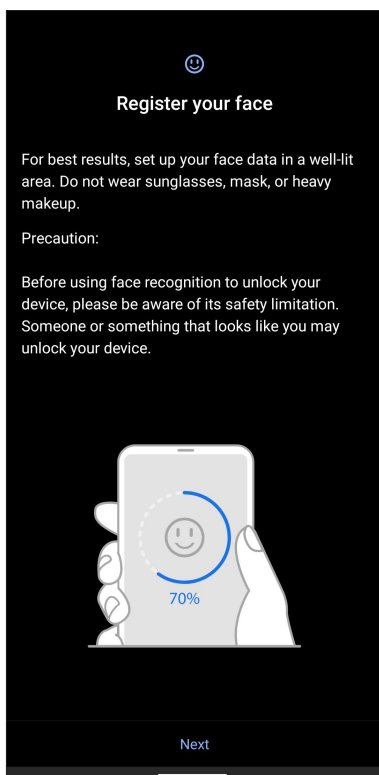 Register your face
For best results, set up your face data in a well-lit
area. Do not wear sunglasses, mask, or heavy
makeup.
Precaution:
Before using face recognition to unlock your
device, please be aware of its safety limitation.
Someone or something that looks like you may
unlock your device.
70%
Next